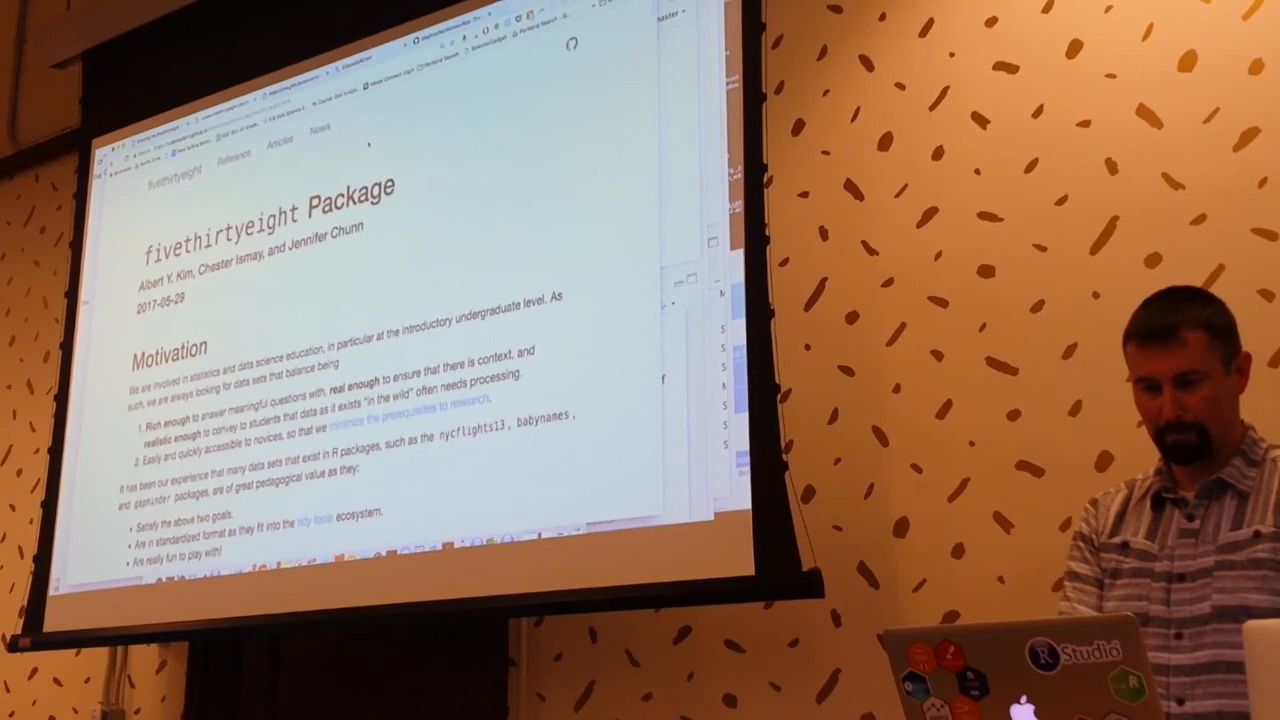 fivethirtyeight Reference Articles News
fivethirtyeight Package
Albert Y. Kim, Chester Ismay, and Jennifer Chunn
2017-05-29
Motivation
We are involved in statistics and data science education, in particular at the introductory undergraduate level. As
such, we are always looking for data sets that balance being
1. Rich enough to answer meaningful questions with, real enough to ensure that there is context, and
realistic enough to convey to students that data as it exists "in the wild" often needs processing.
2. Easily and quickly accessible to novices, so that we minimize the prerequisites to research.
It has been our experience that many data sets that exist in R packages, such as the nycflights13, babynames,
and gapminder packages, are of great pedagogical value as they:
• Satisfy the above two goals.
• Are in standardized format as they fit into the tidy tools ecosystem.
• Are really fun to play with!
R Studio
R